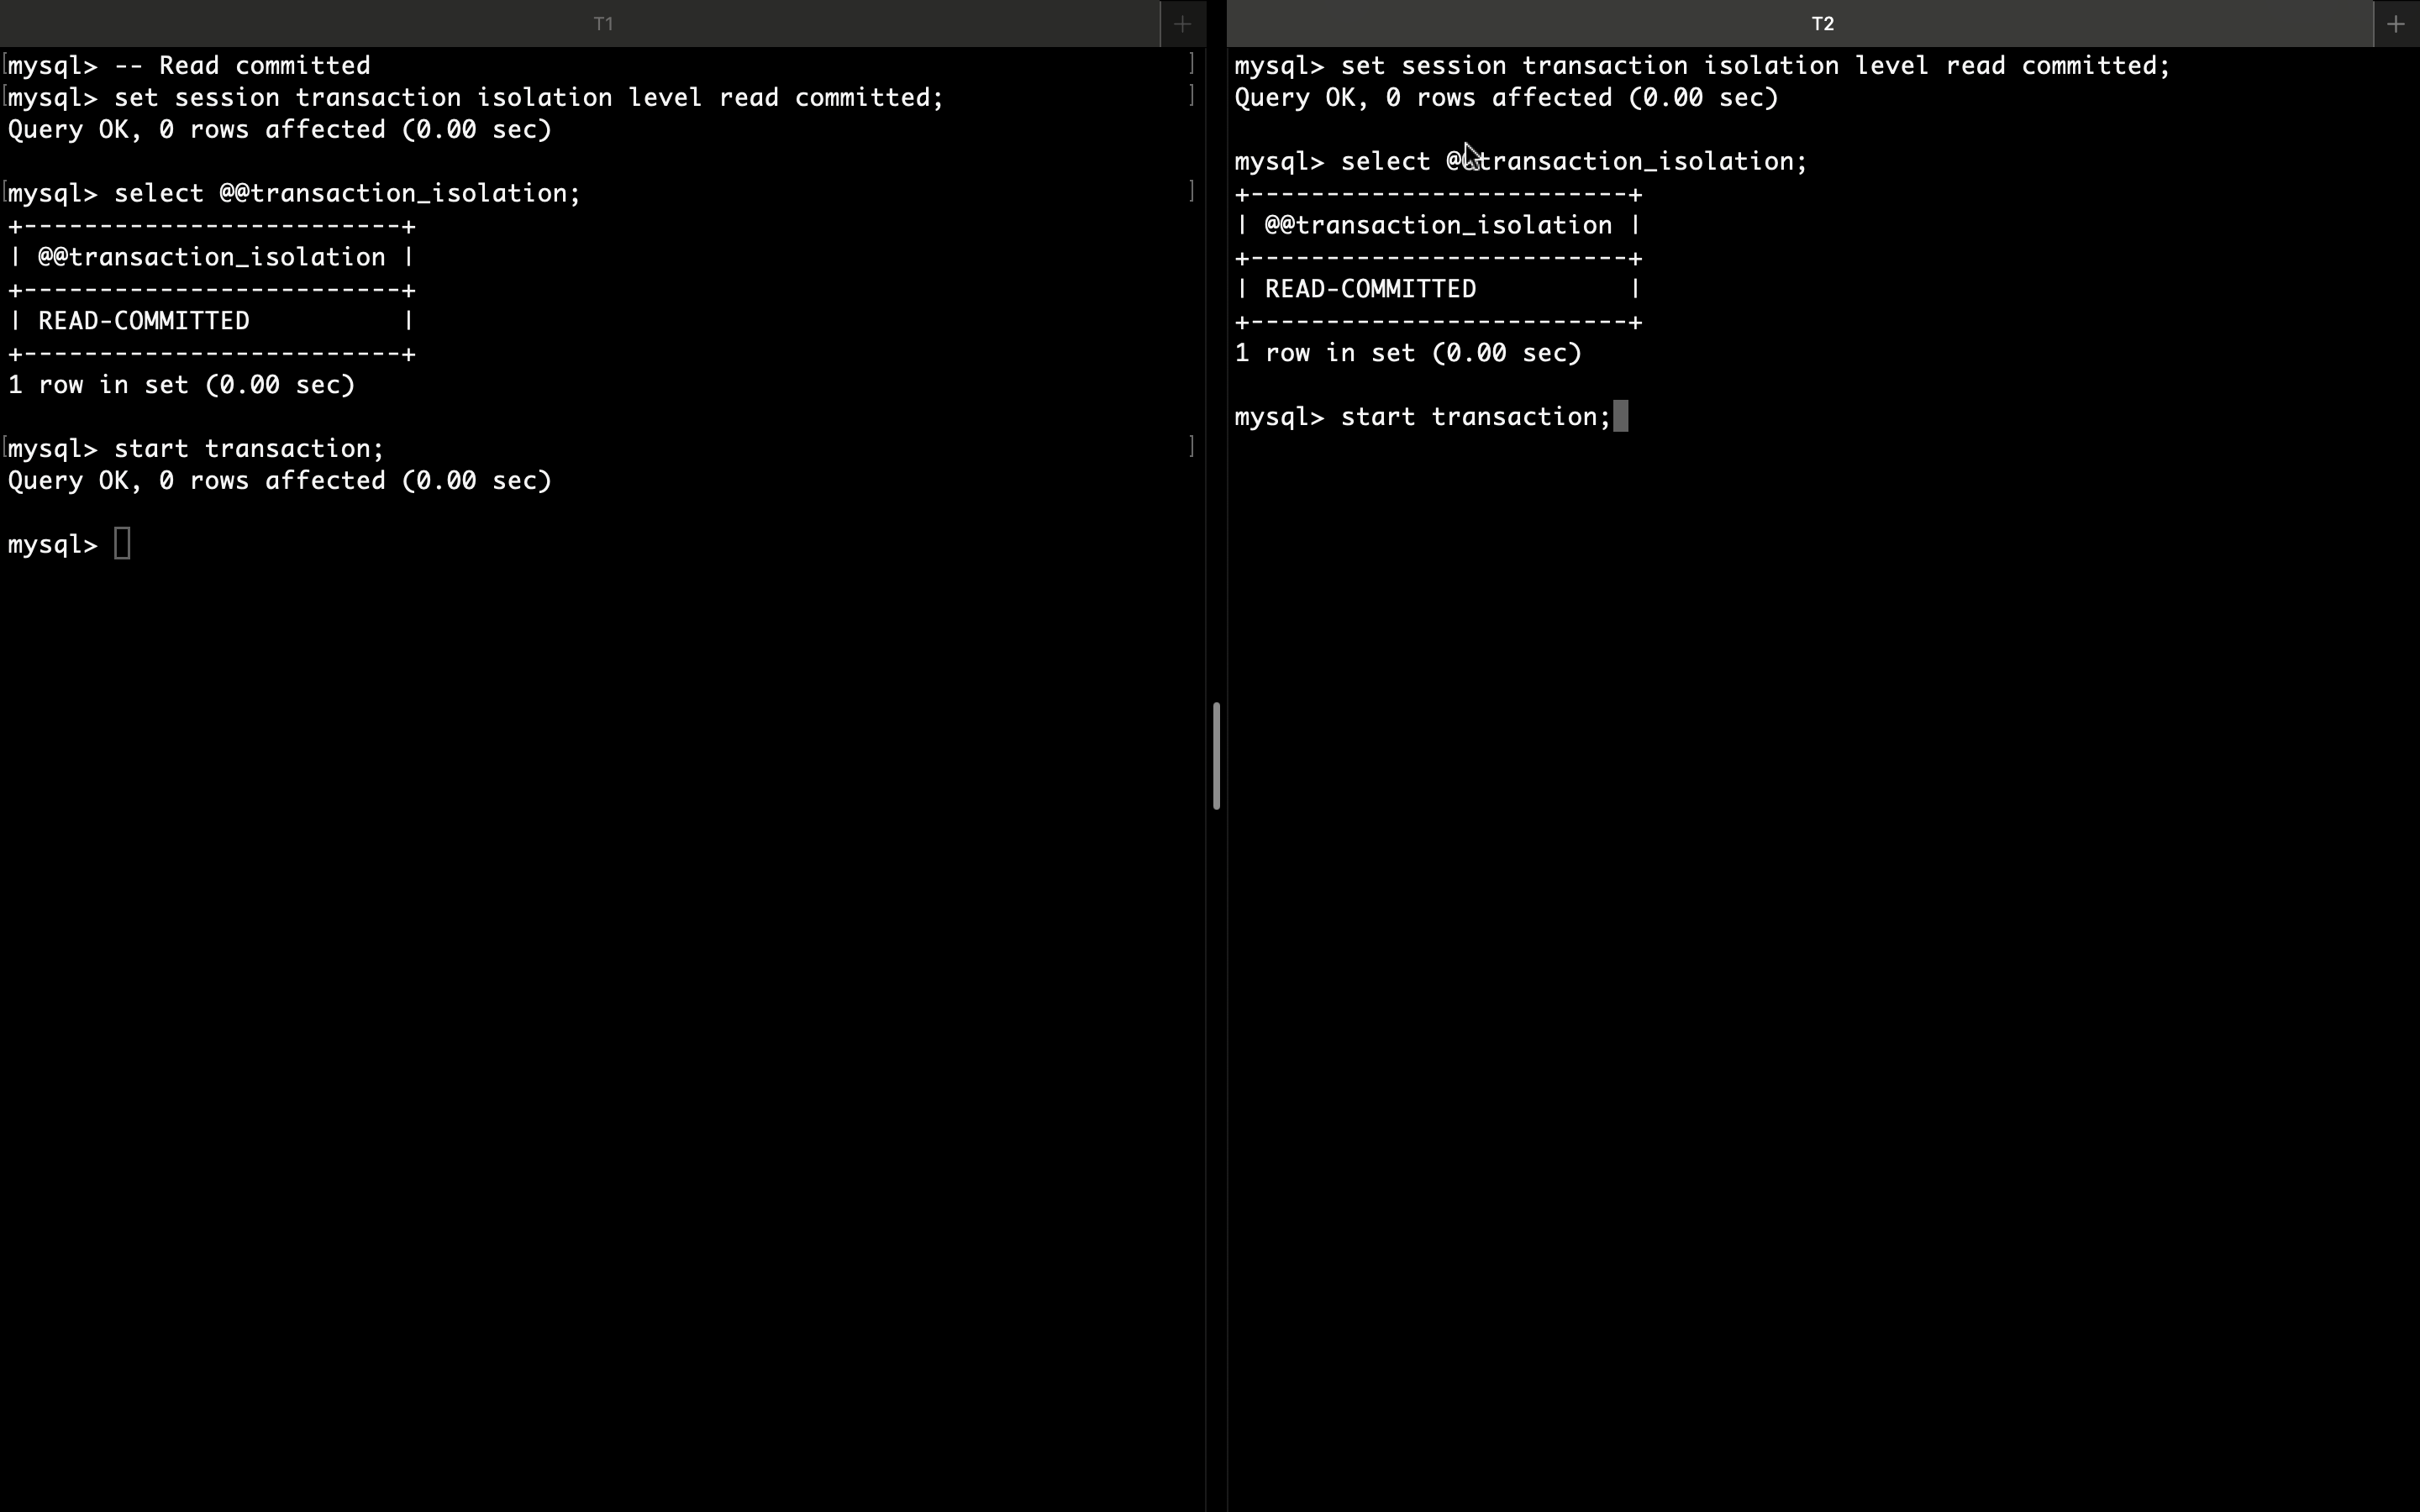 T1
+
mysql> -- Read committed
mysql> set session transaction isolation level read committed;
Query OK, 0 rows affected (0.00 sec)
mysql> select @@transaction_isolation;
+-------------------------+
| @@transaction_isolation |
+-------------------------+
| READ-COMMITTED          |
+-------------------------+
1 row in set (0.00 sec)
mysql> start transaction;
Query OK, 0 rows affected (0.00 sec)
mysql>
T2
+
mysql> set session transaction isolation level read committed;
Query OK, 0 rows affected (0.00 sec)
mysql> select @@transaction_isolation;
+-------------------------+
| @@transaction_isolation |
+-------------------------+
| READ-COMMITTED          |
+-------------------------+
1 row in set (0.00 sec)
mysql> start transaction;